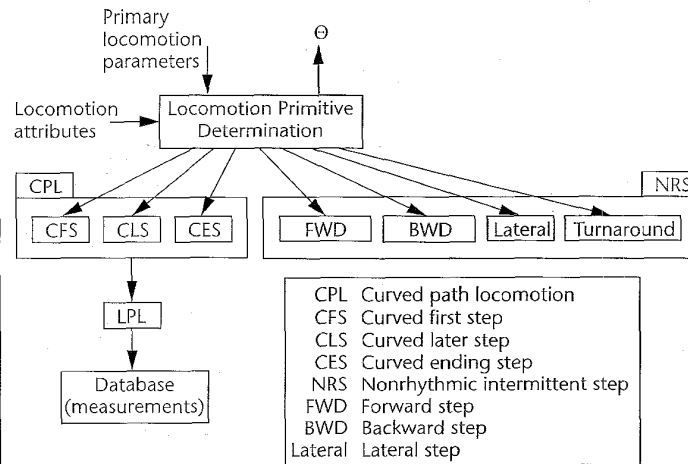 Primary
locomotion
parameters
Θ
Locomotion
attributes
Locomotion Primitive
Determination
CPL
NRS
CFS CLS CES
FWD BWD Lateral Turnaround
LPL
Database
(measurements)
CPL Curved path locomotion
CFS Curved first step
CLS Curved later step
CES Curved ending step
NRS Nonrhythmic intermittent step
FWD Forward step
BWD Backward step
Lateral Lateral step